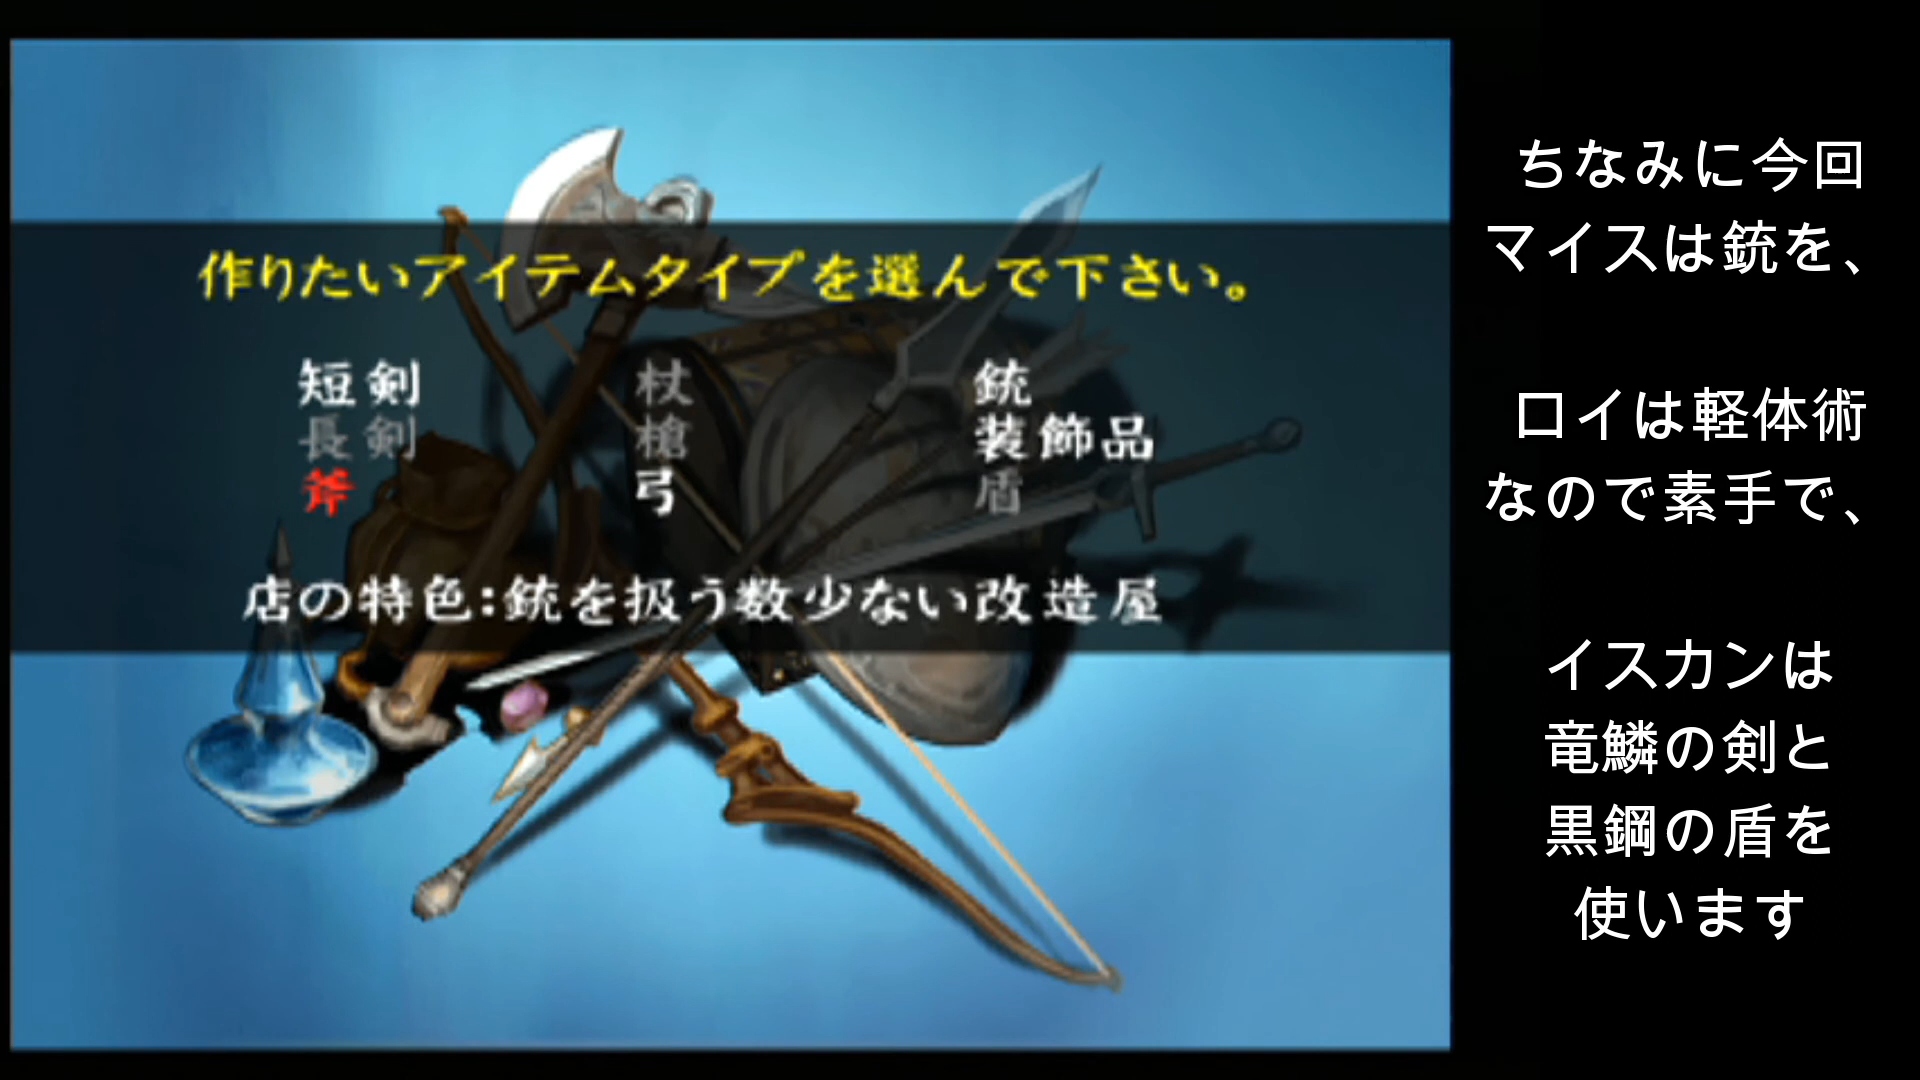 作りたいアイテムタイプを選んで下さい。
短剣 杖 銃
長剣 槍 装飾品
斧 弓 盾
店の特色:銃を扱う数少ない改造屋
ちなみに今回
マイスは銃を、
ロイは軽体術
なので素手で、
イスカンは
竜鱗の剣と
黒鋼の盾を
使います